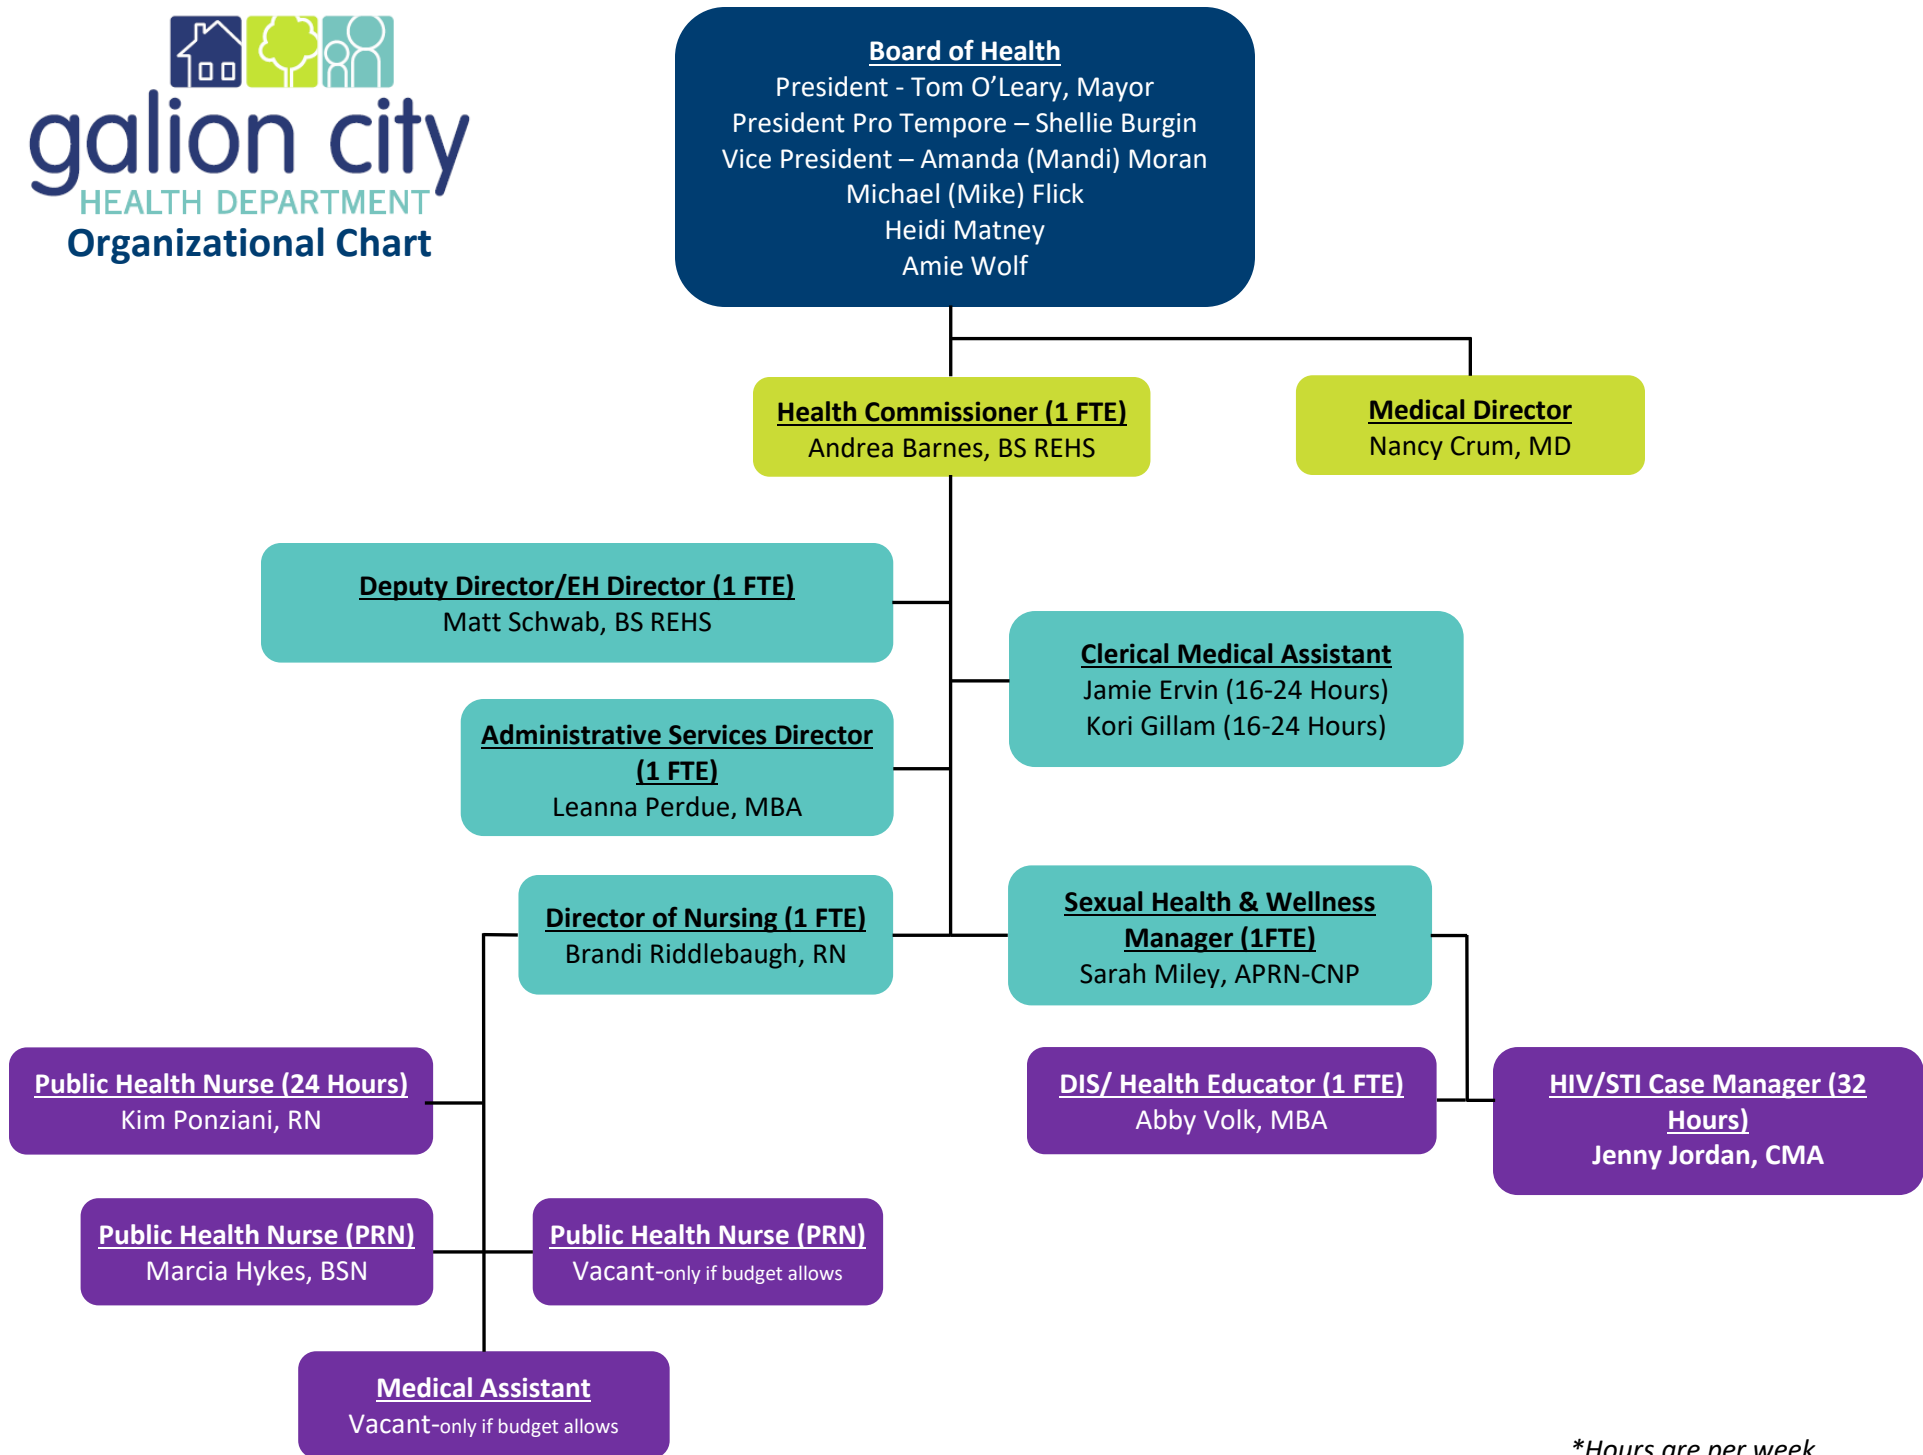 galion city
HEALTH DEPARTMENT
Organizational Chart
Board of Health
President - Tom O’Leary, Mayor
President Pro Tempore – Shellie Burgin
Vice President – Amanda (Mandi) Moran
Michael (Mike) Flick
Heidi Matney
Amie Wolf
Health Commissioner (1 FTE)
Andrea Barnes, BS REHS
Medical Director
Nancy Crum, MD
Deputy Director/EH Director (1 FTE)
Matt Schwab, BS REHS
Clerical Medical Assistant
Jamie Ervin (16-24 Hours)
Kori Gillam (16-24 Hours)
Administrative Services Director
(1 FTE)
Leanna Perdue, MBA
Director of Nursing (1 FTE)
Brandi Riddlebaugh, RN
Sexual Health & Wellness
Manager (1FTE)
Sarah Miley, APRN-CNP
Public Health Nurse (24 Hours)
Kim Ponziani, RN
DIS/ Health Educator (1 FTE)
Abby Volk, MBA
HIV/STI Case Manager (32
Hours)
Jenny Jordan, CMA
Public Health Nurse (PRN)
Marcia Hykes, BSN
Public Health Nurse (PRN)
Vacant-only if budget allows
Medical Assistant
Vacant-only if budget allows
*Hours are per week